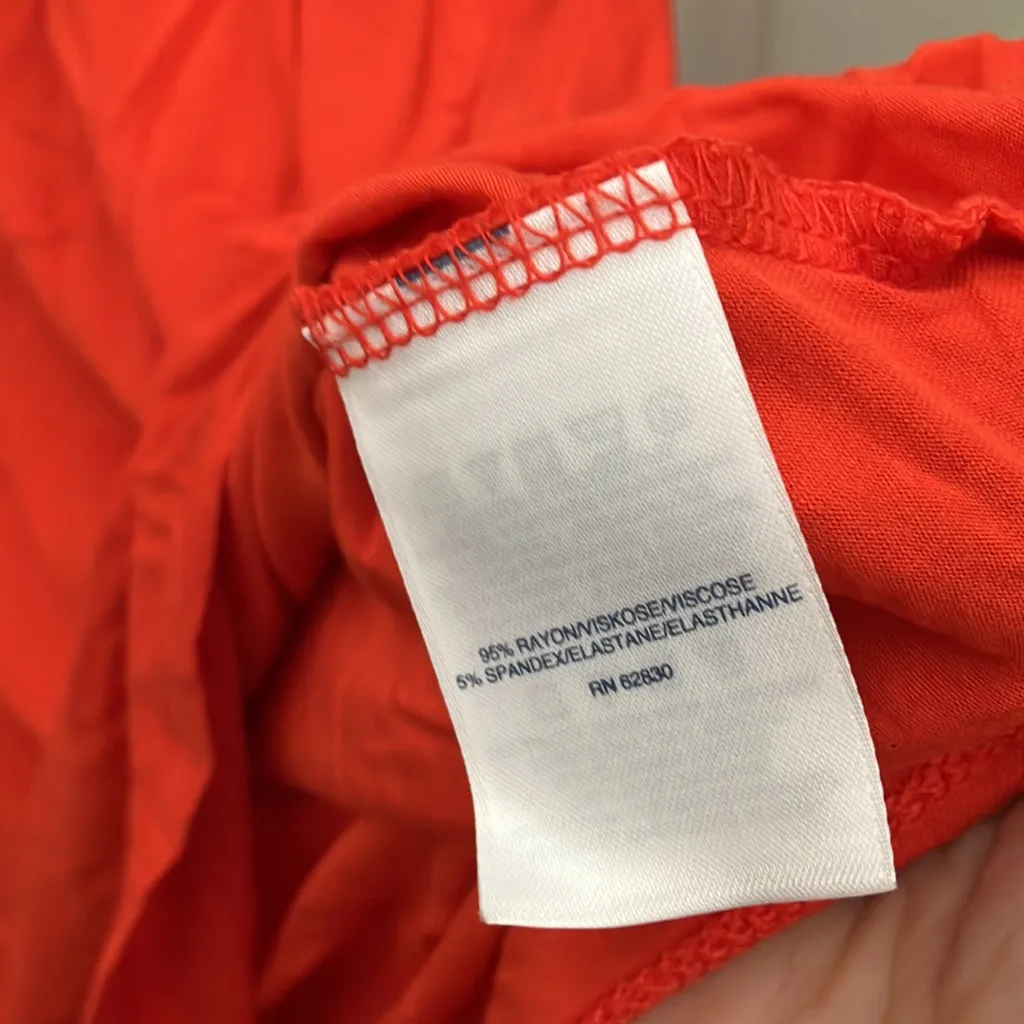 95% RAYON/VISKOSE/VISCOSE
5% SPANDEX/ELASTANE/ELASTHANNE
RN 62830